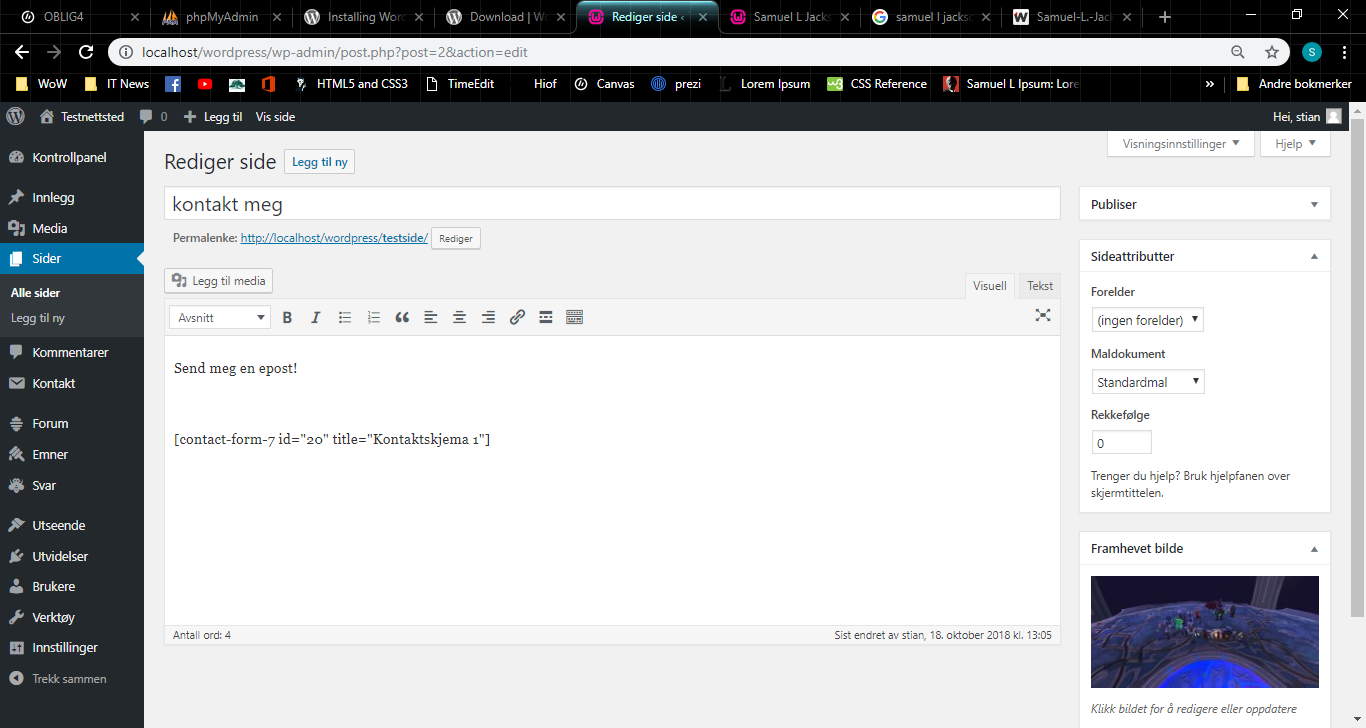 OBLIG4
phpMyAdmin
Installing Wor
Download | W
Rediger side ‹
Samuel L Jacks
samuel l jacks
Samuel-L.-Jac
localhost/wordpress/wp-admin/post.php?post=2&action=edit
S
WoW
IT News
HTML5 and CSS3
TimeEdit
Hiof
Canvas
prezi
Lorem Ipsum
CSS Reference
Samuel L Ipsum: Lore
»
Andre bokmerker
Testnettsted
0
Legg til
Vis side
Hei, stian
Kontrollpanel
Innlegg
Media
Sider
Alle sider
Legg til ny
Kommentarer
Kontakt
Forum
Emner
Svar
Utseende
Utvidelser
Brukere
Verktøy
Innstillinger
Trekk sammen
Visningsinnstillinger
Hjelp
Rediger side
Legg til ny
kontakt meg
Permalenke: http://localhost/wordpress/testside/
Rediger
Legg til media
Visuell
Tekst
Avsnitt
B
I
Send meg en epost!
[contact-form-7 id="20" title="Kontaktskjema 1"]
Antall ord: 4
Sist endret av stian, 18. oktober 2018 kl. 13:05
Publiser
Sideattributter
Forelder
(ingen forelder)
Maldokument
Standardmal
Rekkefølge
0
Trenger du hjelp? Bruk hjelpfanen over
skjermtittelen.
Framhevet bilde
Klikk bildet for å redigere eller oppdatere